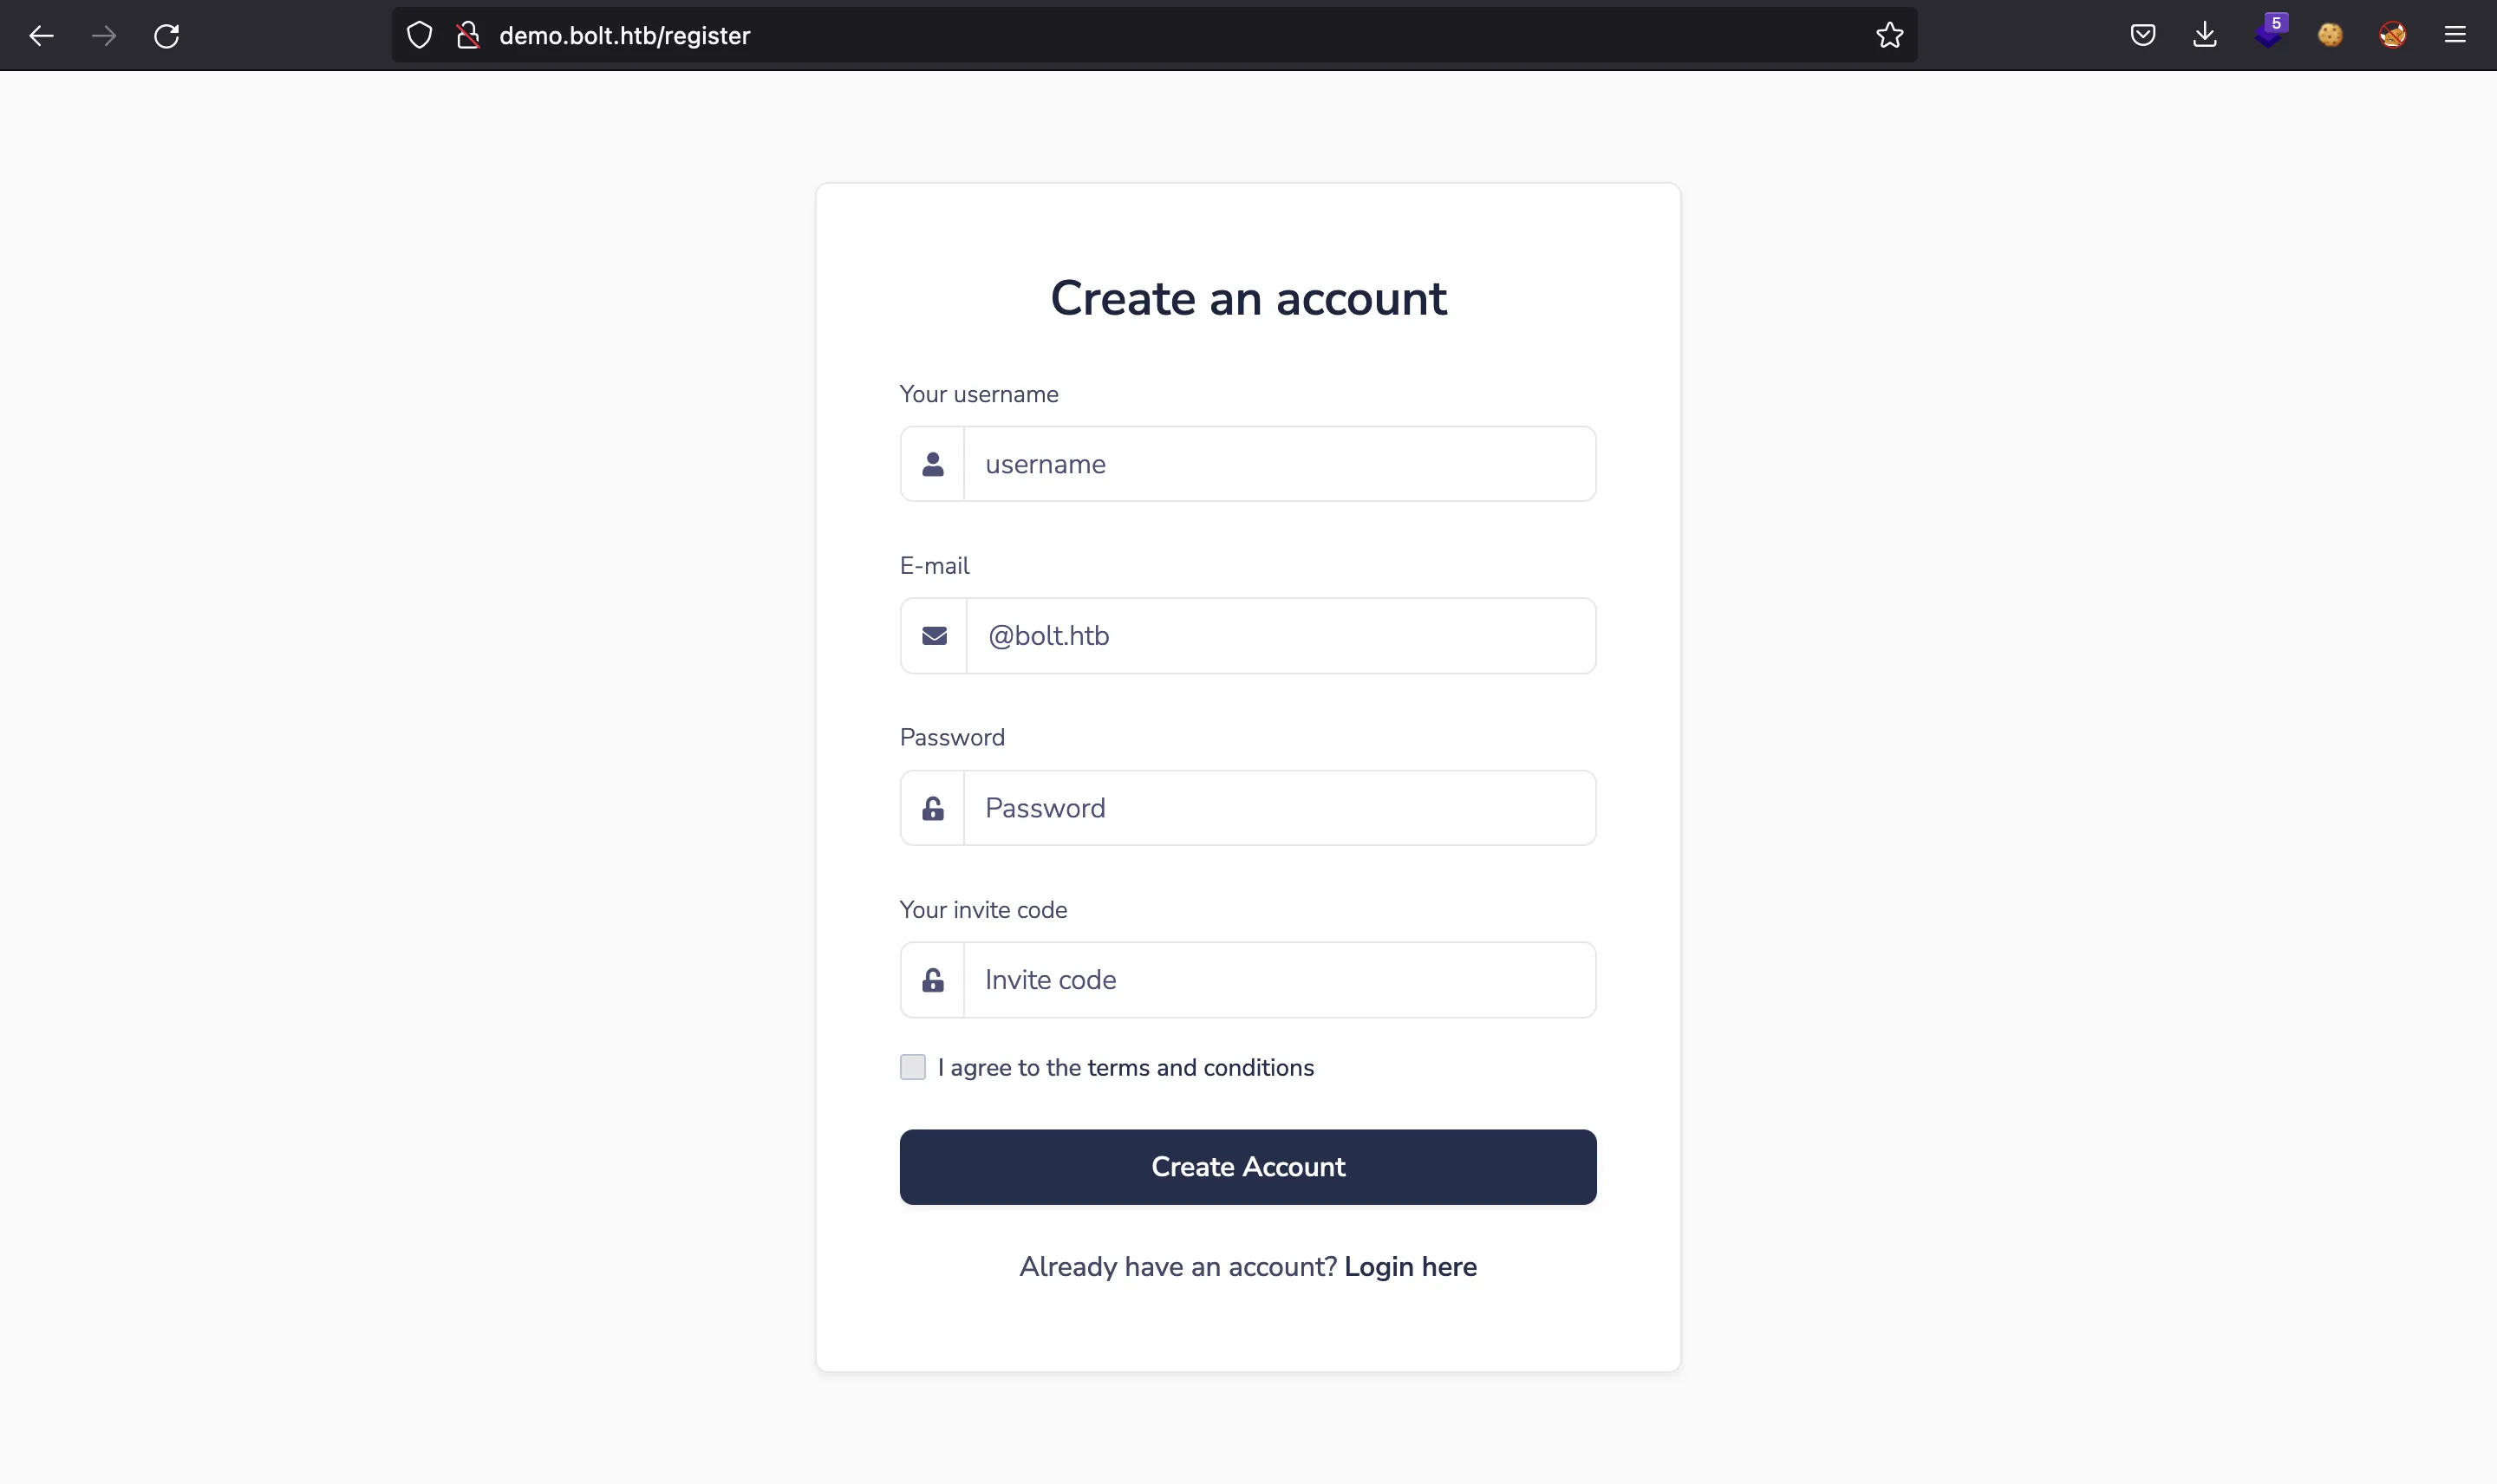 demo.bolt.htb/register
5
Create an account
Your username
username
E-mail
@bolt.htb
Password
Password
Your invite code
Invite code
I agree to the terms and conditions
Create Account
Already have an account? Login here